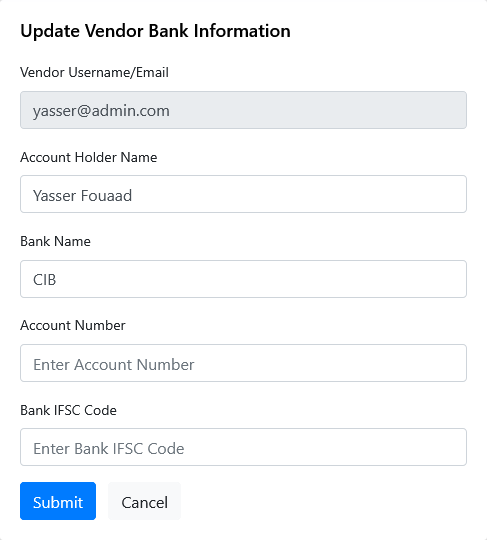 Update Vendor Bank Information
Vendor Username/Email
yasser@admin.com
Account Holder Name
Yasser Fouaad
Bank Name
CIB
Account Number
Enter Account Number
Bank IFSC Code
Enter Bank IFSC Code
Submit Cancel